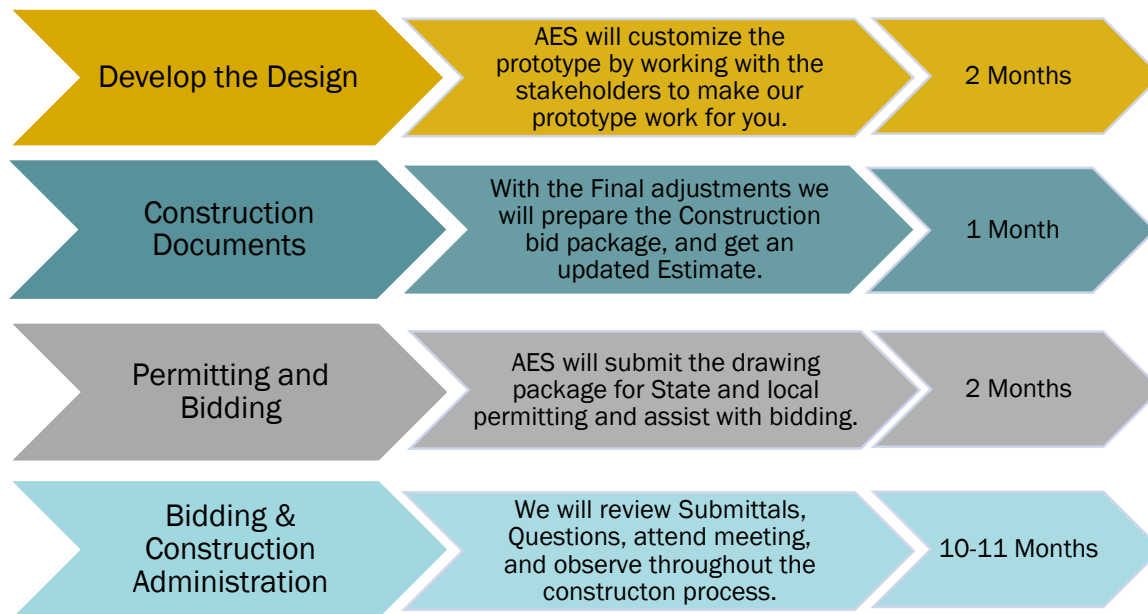 Develop the Design
AES will customize the
prototype by working with the
stakeholders to make our
prototype work for you.
2 Months
Construction
Documents
With the Final adjustments we
will prepare the Construction
bid package, and get an
updated Estimate.
1 Month
Permitting and
Bidding
AES will submit the drawing
package for State and local
permitting and assist with bidding.
2 Months
Bidding &
Construction
Administration
We will review Submittals,
Questions, attend meeting,
and observe throughout the
constructon process.
10-11 Months